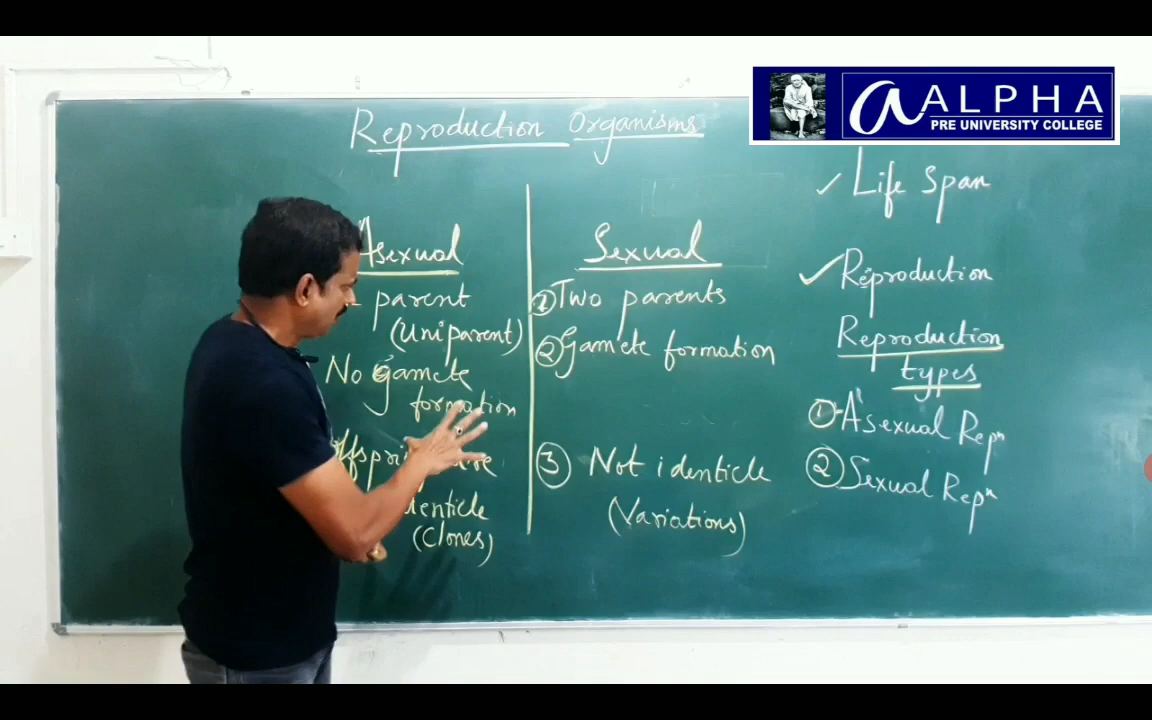 ALPHA
PRE UNIVERSITY COLLEGE
Reproduction Organisms
Asexual
parent
(Uniparent)
No gamete
formation
(Clones)
Sexual
① Two parents
② Gamete formation
③ Not identicle
(Variations)
✓ Life Span
✓ Reproduction
Reproduction
types
① Asexual Repⁿ
② Sexual Repⁿ